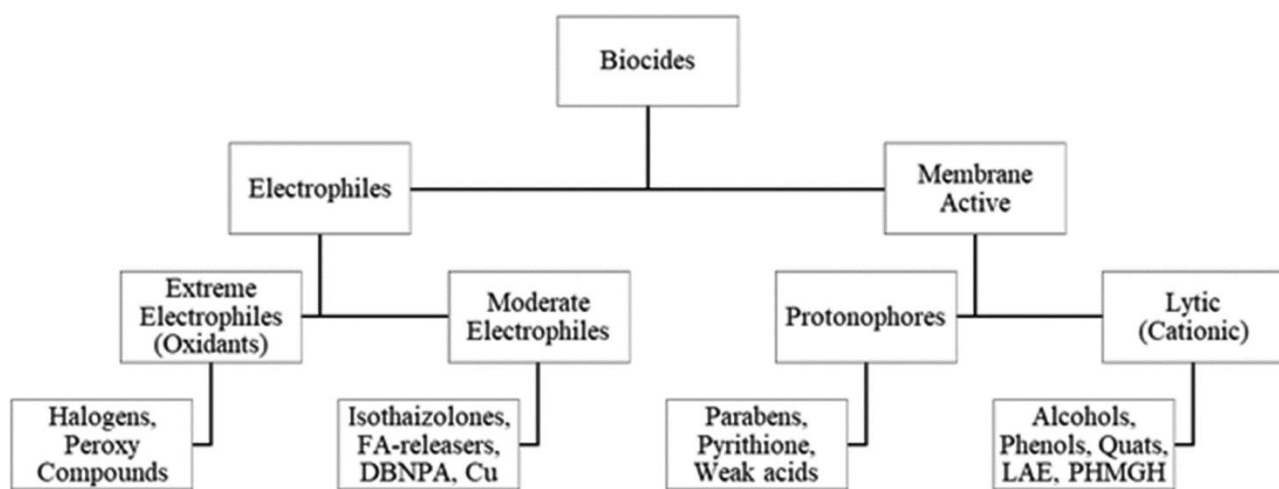 Biocides
Electrophiles
Membrane
Active
Extreme
Electrophiles
(Oxidants)
Moderate
Electrophiles
Protonophores
Lytic
(Cationic)
Halogens,
Peroxy
Compounds
Isothaizolones,
FA-releasers,
DBNPA, Cu
Parabens,
Pyrithione,
Weak acids
Alcohols,
Phenols, Quats,
LAE, PHMGH